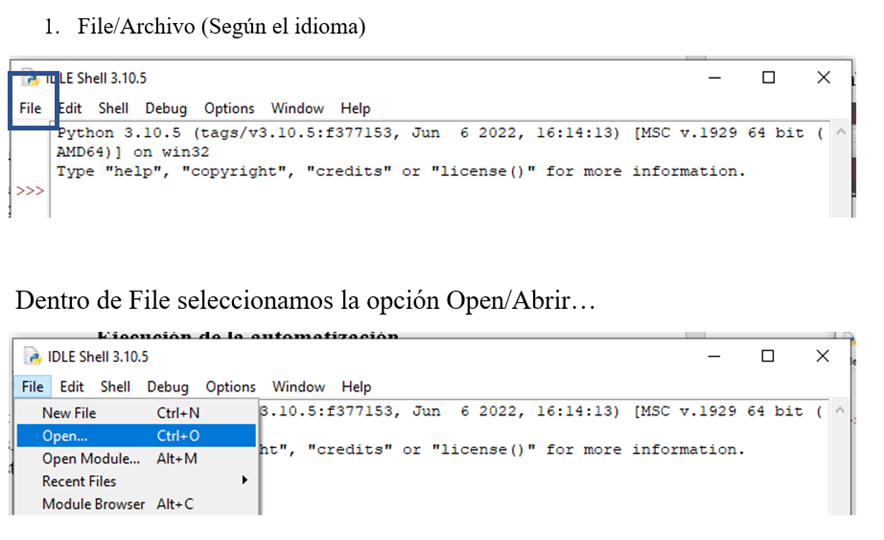 1. File/Archivo (Según el idioma)
IDLE Shell 3.10.5
File Edit Shell Debug Options Window Help
Python 3.10.5 (tags/v3.10.5:f377153, Jun  6 2022, 16:14:13) [MSC v.1929 64 bit (
AMD64)] on win32
Type "help", "copyright", "credits" or "license()" for more information.
>>>
Dentro de File seleccionamos la opción Open/Abrir…
Ejecución de la automatización
IDLE Shell 3.10.5
File Edit Shell Debug Options Window Help
New File Ctrl+N
3.10.5:f377153, Jun  6 2022, 16:14:13) [MSC v.1929 64 bit (
Open... Ctrl+O
ht", "credits" or "license()" for more information.
Open Module... Alt+M
Recent Files
Module Browser Alt+C